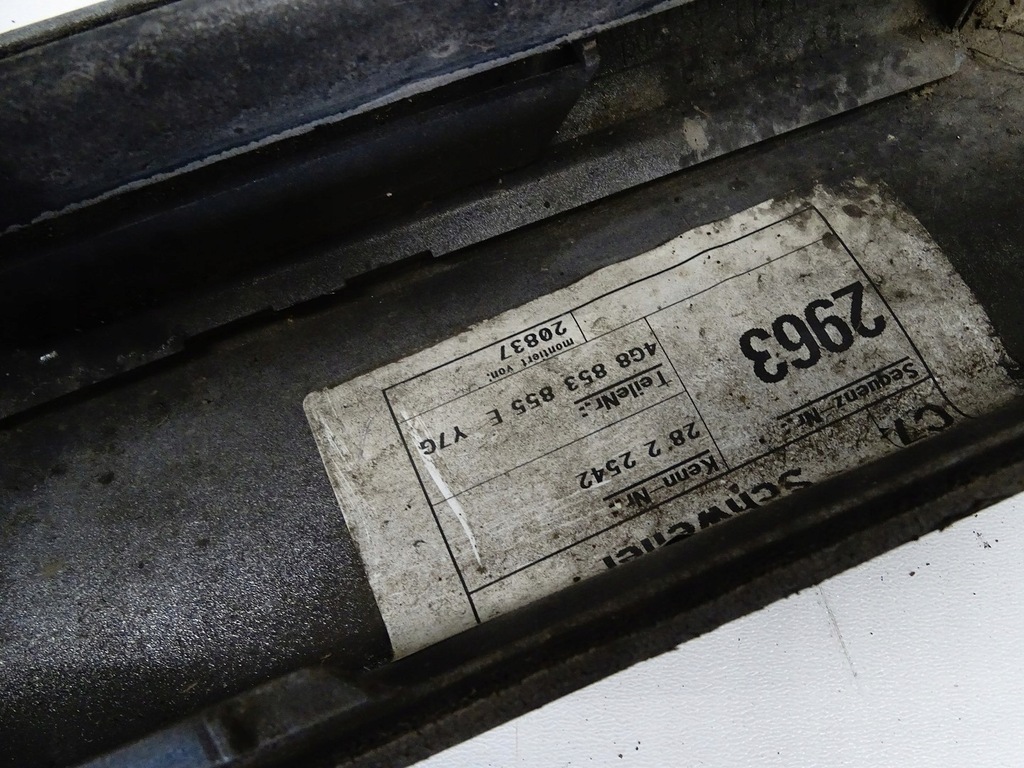 Schweller
Sequenz Nr.:
2963
Kenn Nr.:
28 2 2542
TeileNr.:
4G8 853 855 E Y7G
montiert von:
20837